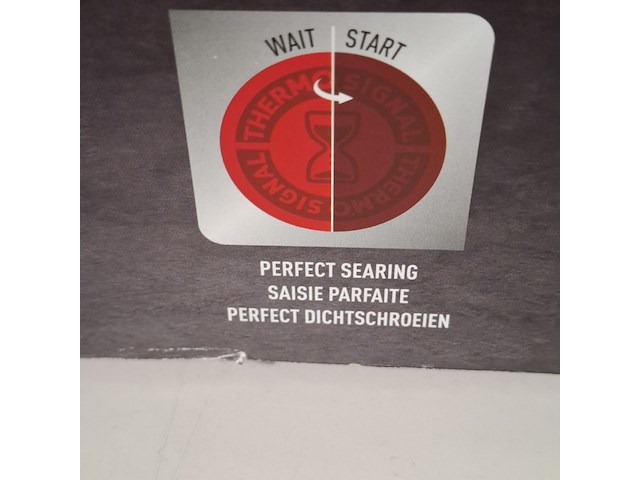 WAIT START
THERMO SIGNAL
THERMO SIGNAL
PERFECT SEARING
SAISIE PARFAITE
PERFECT DICHTSCHROEIEN